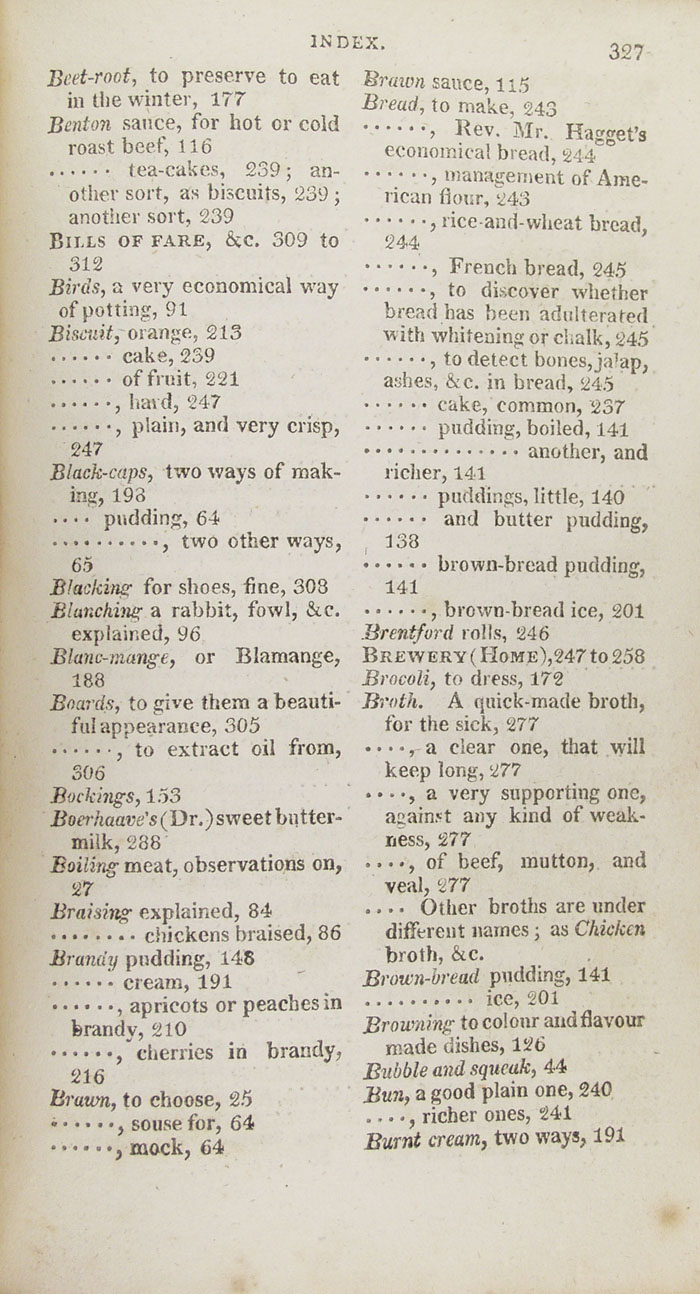 INDEX.
327
Beet-root, to preserve to eat
in the winter, 177
Benton sauce, for hot or cold
roast beef, 116
...... tea-cakes, 239; an-
other sort, as biscuits, 239;
another sort, 239
BILLS OF FARE, &c. 309 to
312
Birds, a very economical way
of potting, 91
Biscuit, orange, 213
...... cake, 239
...... of fruit, 221
......, hard, 247
......, plain, and very crisp,
247
Black-caps, two ways of mak-
ing, 193
.... pudding, 64
.........., two other ways,
65
Blacking for shoes, fine, 308
Blanching a rabbit, fowl, &c.
explained, 96
Blanc-mange, or Blamange,
188
Boards, to give them a beauti-
ful appearance, 305
......, to extract oil from,
306
Bockings, 153
Boerhaave's (Dr.) sweet butter-
milk, 288
Boiling meat, observations on,
27
Braising explained, 84
........ chickens braised, 86
Brandy pudding, 148
...... cream, 191
......, apricots or peaches in
brandy, 210
......, cherries in brandy,
216
Brawn, to choose, 25
......, souse for, 64
......, mock, 64
Brawn sauce, 115
Bread, to make, 243
......, Rev. Mr. Hagget's
economical bread, 244
......, management of Ame-
rican flour, 243
......, rice-and-wheat bread,
244
......, French bread, 245
......, to discover whether
bread has been adulterated
with whitening or chalk, 245
......, to detect bones, jalap,
ashes, &c. in bread, 245
...... cake, common, 237
...... pudding, boiled, 141
.............. another, and
richer, 141
...... puddings, little, 140
...... and butter pudding,
138
...... brown-bread pudding,
141
......, brown-bread ice, 201
Brentford rolls, 246
BREWERY (HOME), 247 to 258
Brocoli, to dress, 172
Broth. A quick-made broth,
for the sick, 277
...., a clear one, that will
keep long, 277
...., a very supporting one,
against any kind of weak-
ness, 277
...., of beef, mutton, and
veal, 277
.... Other broths are under
different names; as Chicken
broth, &c.
Brown-bread pudding, 141
.......... ice, 201
Browning to colour and flavour
made dishes, 126
Bubble and squeak, 44
Bun, a good plain one, 240
...., richer ones, 241
Burnt cream, two ways, 191